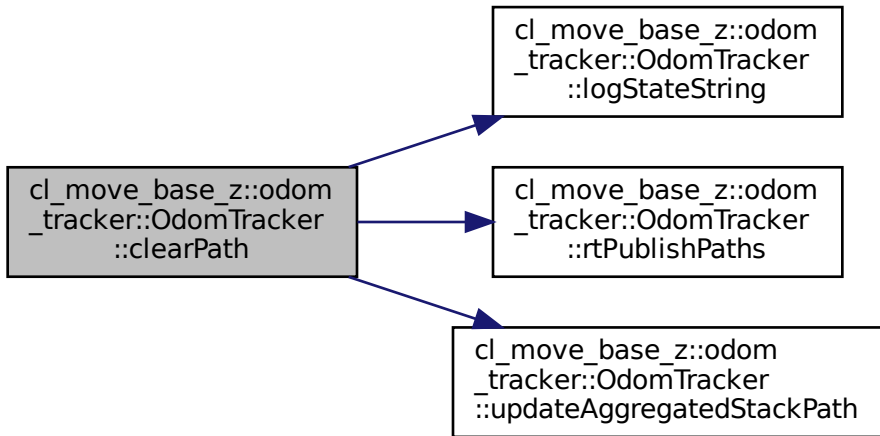 cl_move_base_z::odom
_tracker::OdomTracker
::logStateString
cl_move_base_z::odom
_tracker::OdomTracker
::clearPath
cl_move_base_z::odom
_tracker::OdomTracker
::rtPublishPaths
cl_move_base_z::odom
_tracker::OdomTracker
::updateAggregatedStackPath